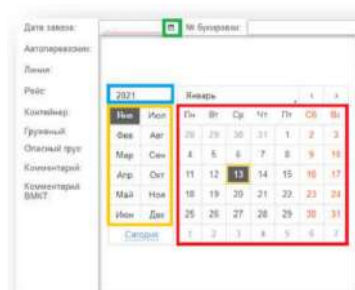 Дата заказа:
№ букировки:
Автоперевозчик:
Линия:
Рейс:
Контейнер:
Груженый:
Опасный груз:
Комментарий:
Комментарий ВМКТ
2021 Январь
Янв Июл Пн Вт Ср Чт Пт Сб Вс
Фев Авг 28 29 30 31 1 2 3
Мар Сен 4 5 6 7 8 9 10
Апр Окт 11 12 13 14 15 16 17
Май Ноя 18 19 20 21 22 23 24
Июн Дек 25 26 27 28 29 30 31
Сегодня 1 2 3 4 5 6 7